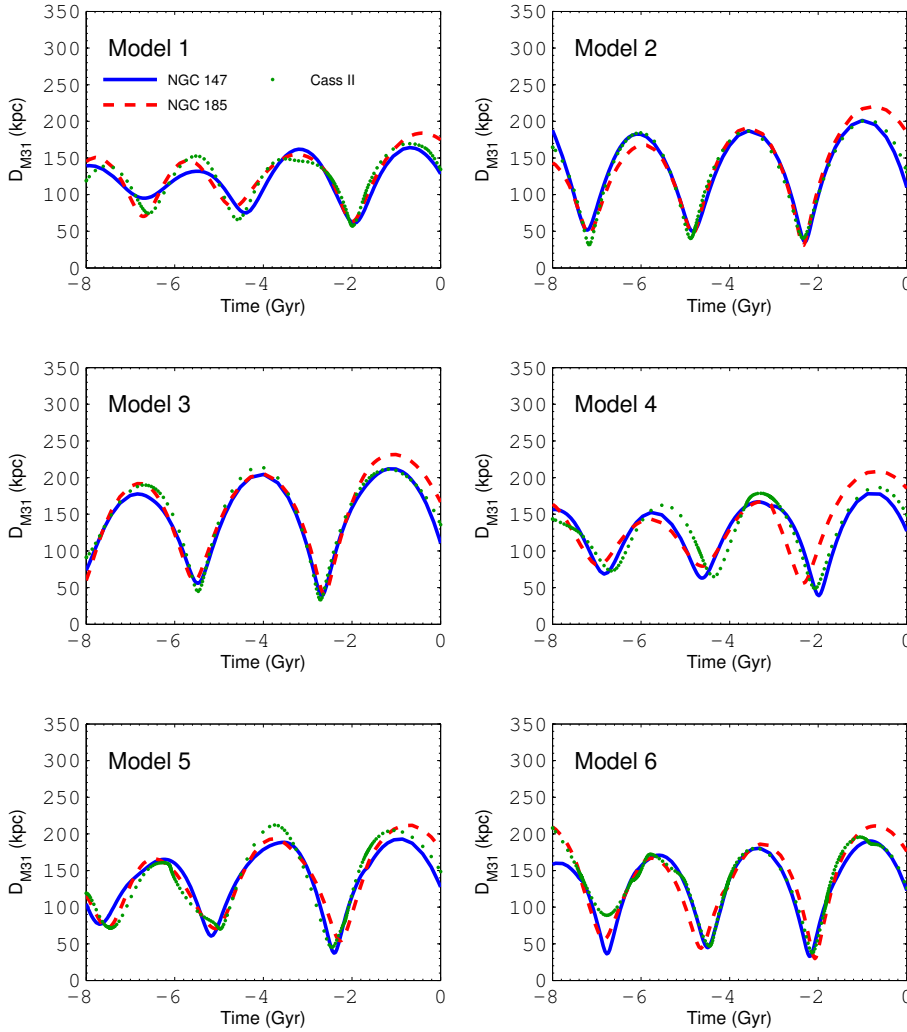 Model 1
NGC 147
Cass II
NGC 185
350
300
250
200
150
100
50
0
D_M31 (kpc)
−8 −6 −4 −2 0
Time (Gyr)
Model 2
350
300
250
200
150
100
50
0
D_M31 (kpc)
−8 −6 −4 −2 0
Time (Gyr)
Model 3
350
300
250
200
150
100
50
0
D_M31 (kpc)
−8 −6 −4 −2 0
Time (Gyr)
Model 4
350
300
250
200
150
100
50
0
D_M31 (kpc)
−8 −6 −4 −2 0
Time (Gyr)
Model 5
350
300
250
200
150
100
50
0
D_M31 (kpc)
−8 −6 −4 −2 0
Time (Gyr)
Model 6
350
300
250
200
150
100
50
0
D_M31 (kpc)
−8 −6 −4 −2 0
Time (Gyr)